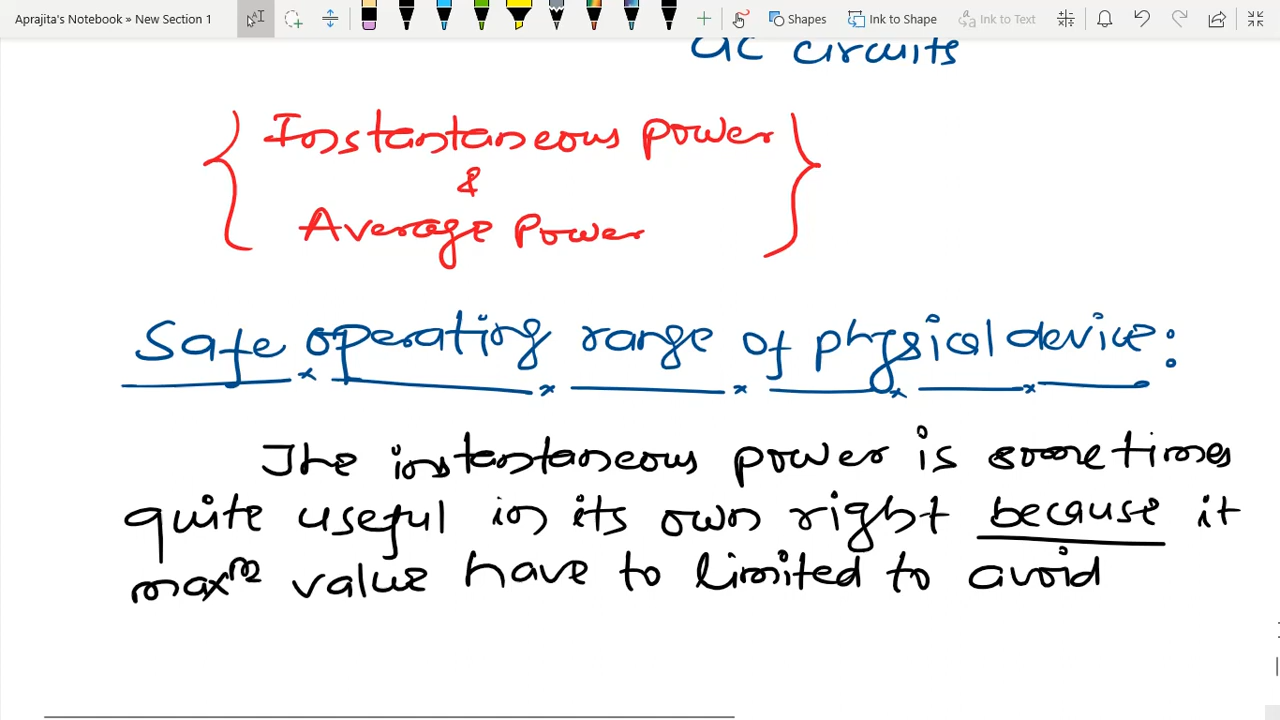 Aprajita's Notebook » New Section 1
Shapes
Ink to Shape
Ink to Text
ac circuits
Instantaneous power
&
Average Power
Safe operating range of physical device:
The instantaneous power is sometimes
quite useful in its own right because it
maxm value have to limited to avoid